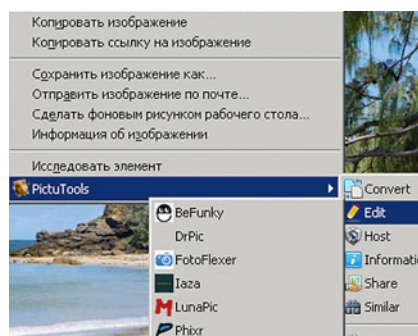 Копировать изображение
Копировать ссылку на изображение
Сохранить изображение как...
Отправить изображение по почте...
Сделать фоновым рисунком рабочего стола...
Информация об изображении
Исследовать элемент
PictuTools
Convert
BeFunky
Edit
DrPic
Host
FotoFlexer
Iaza
Share
LunaPic
Similar
Phixr